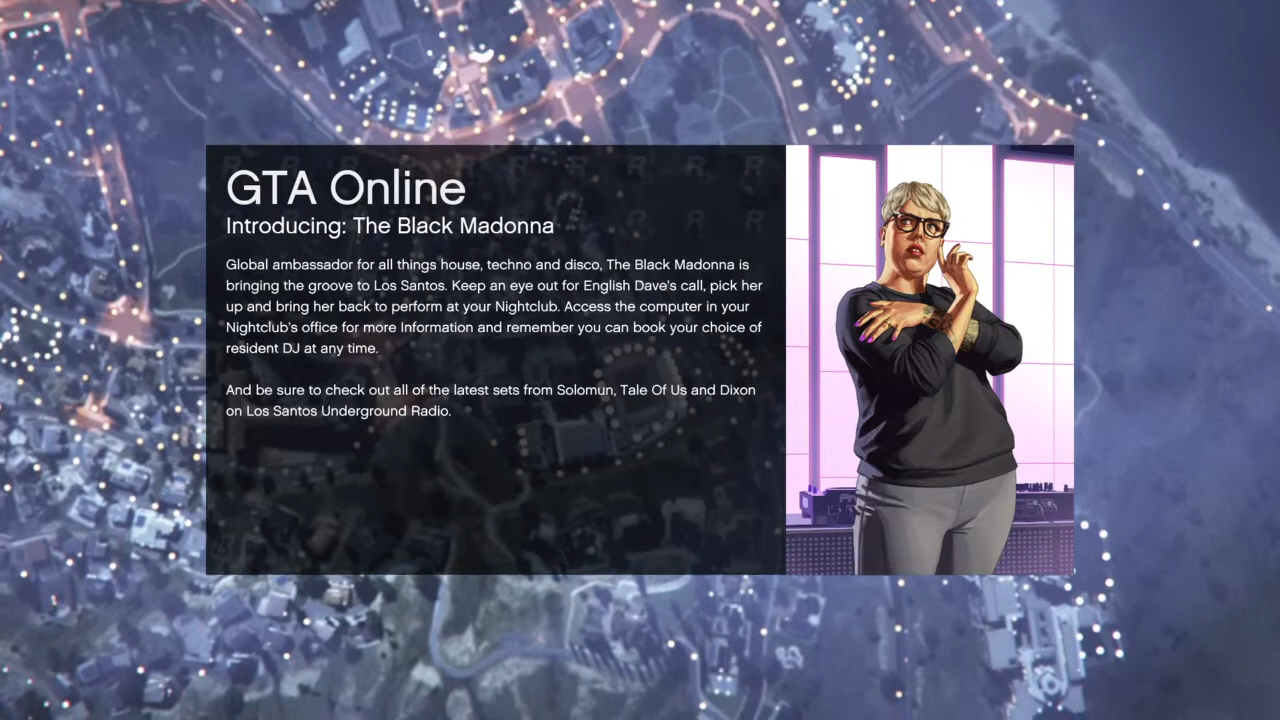 GTA Online
Introducing: The Black Madonna
Global ambassador for all things house, techno and disco, The Black Madonna is
bringing the groove to Los Santos. Keep an eye out for English Dave's call, pick her
up and bring her back to perform at your Nightclub. Access the computer in your
Nightclub's office for more Information and remember you can book your choice of
resident DJ at any time.
And be sure to check out all of the latest sets from Solomun, Tale Of Us and Dixon
on Los Santos Underground Radio.